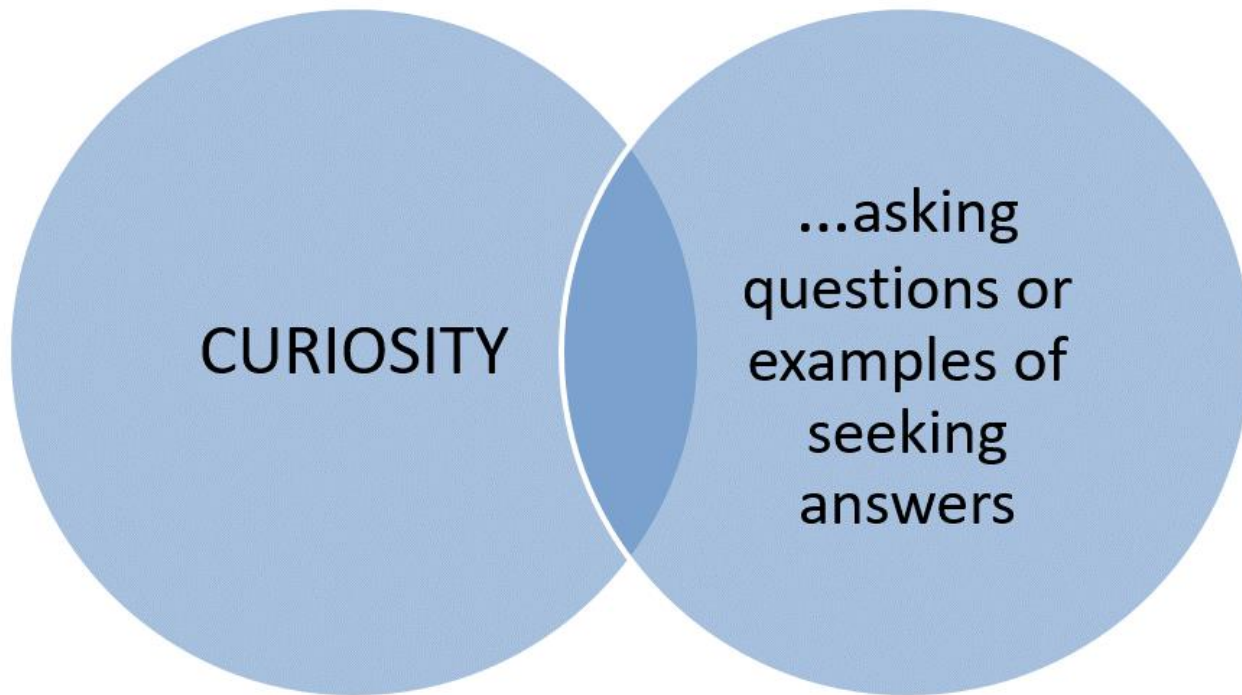 CURIOSITY
...asking
questions or
examples of
seeking
answers